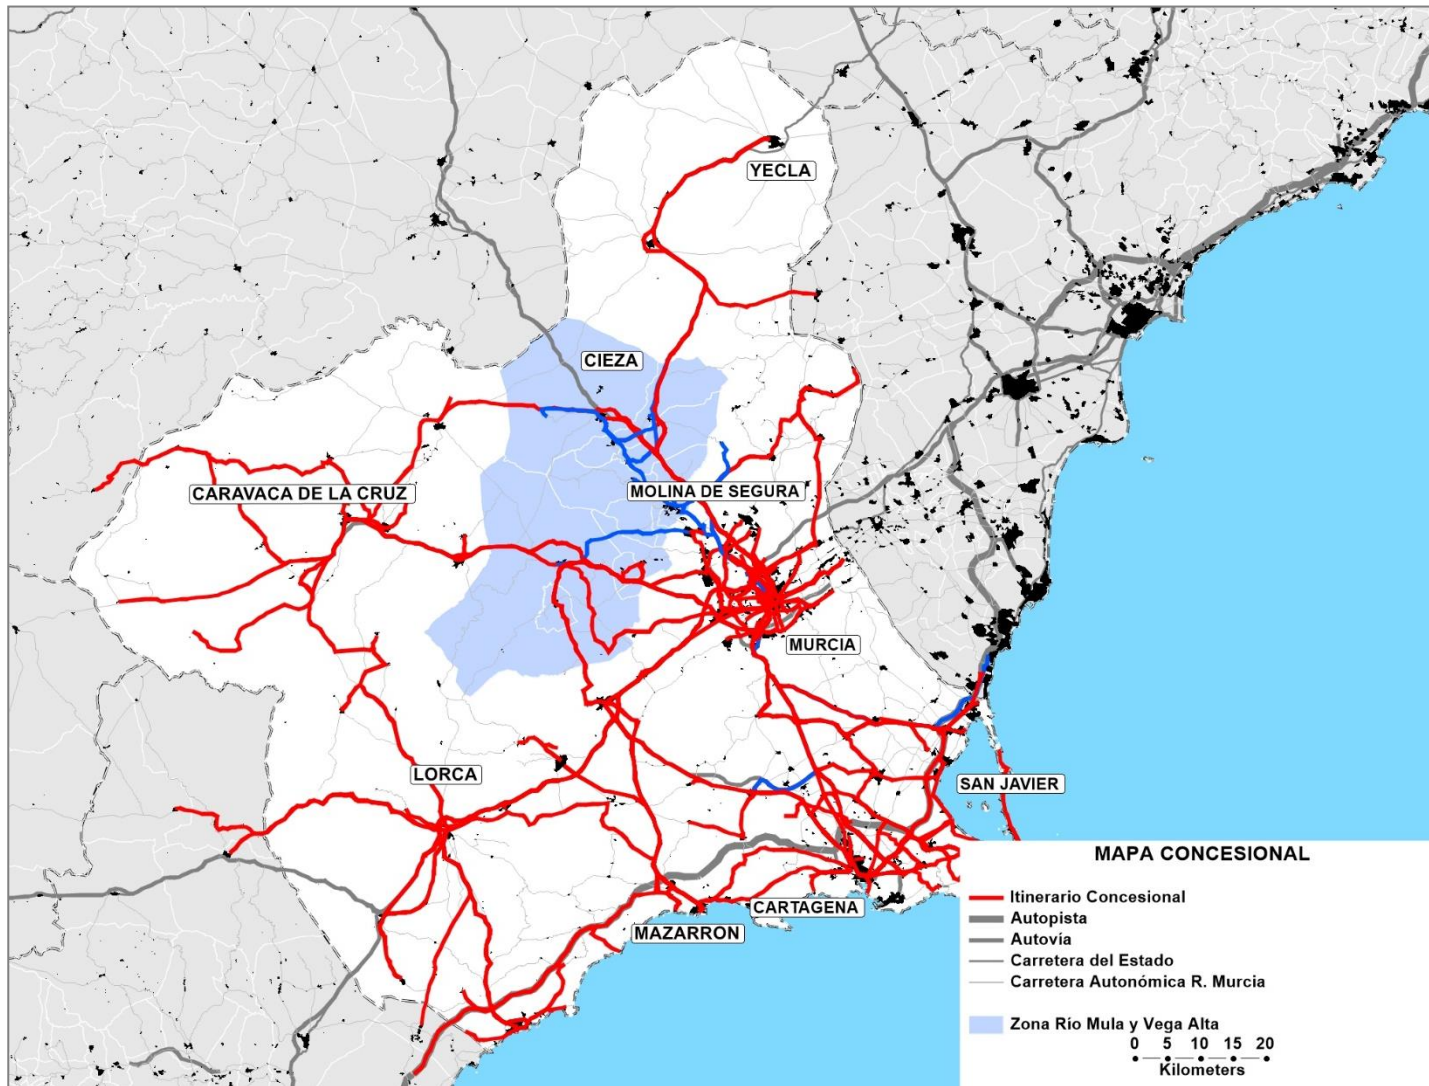 YECLA
CIEZA
CARAVACA DE LA CRUZ
MOLINA DE SEGURA
MURCIA
LORCA
SAN JAVIER
CARTAGENA
MAZARRON
MAPA CONCESIONAL
Itinerario Concesional
Autopista
Autovía
Carretera del Estado
Carretera Autonómica R. Murcia
Zona Río Mula y Vega Alta
0 5 10 15 20
Kilometers